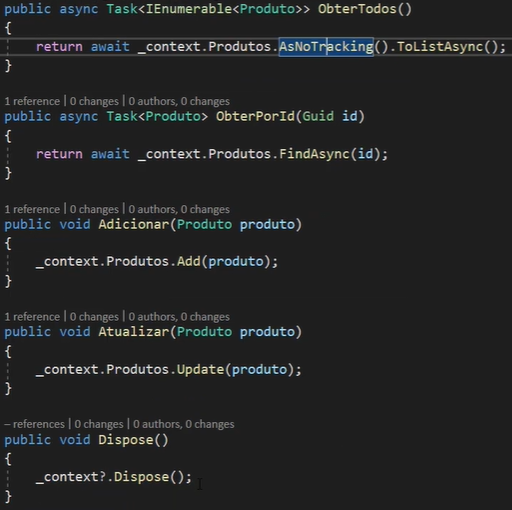 public async Task<IEnumerable<Produto>> ObterTodos()
{
return await _context.Produtos.AsNoTracking().ToListAsync();
}
1 reference | 0 changes | 0 authors, 0 changes
public async Task<Produto> ObterPorId(Guid id)
{
return await _context.Produtos.FindAsync(id);
}
1 reference | 0 changes | 0 authors, 0 changes
public void Adicionar(Produto produto)
{
_context.Produtos.Add(produto);
}
1 reference | 0 changes | 0 authors, 0 changes
public void Atualizar(Produto produto)
{
_context.Produtos.Update(produto);
}
– references | 0 changes | 0 authors, 0 changes
public void Dispose()
{
_context?.Dispose();
}